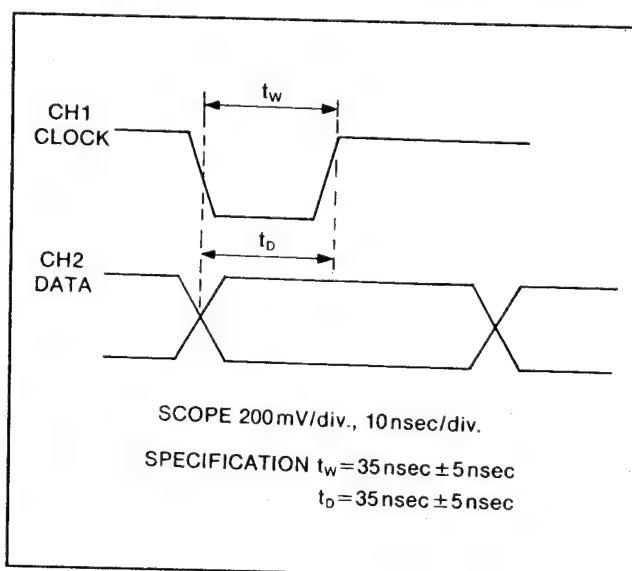 t_W
CH1
CLOCK
t_D
CH2
DATA
SCOPE 200mV/div., 10nsec/div.
SPECIFICATION t_W=35nsec±5nsec
t_D=35nsec±5nsec